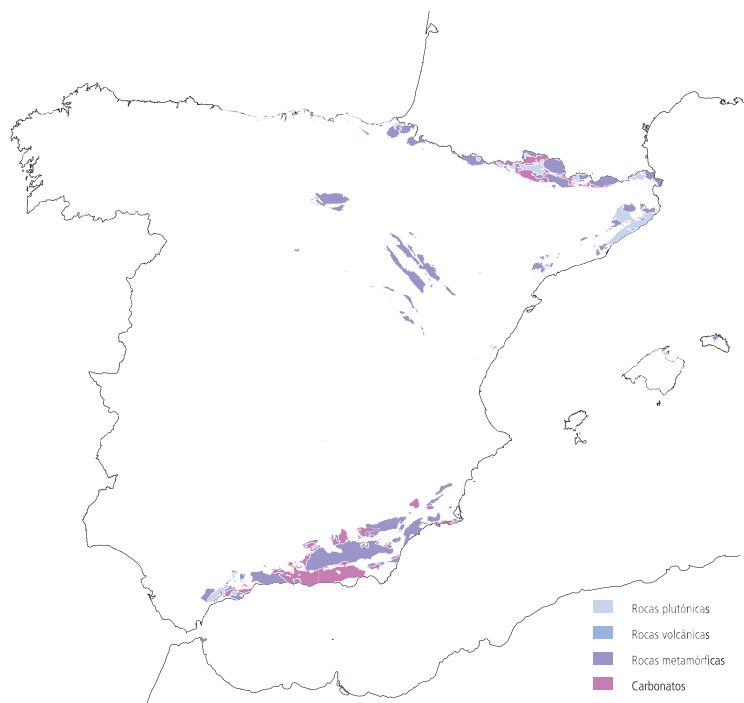 Rocas plutónicas
Rocas volcánicas
Rocas metamórficas
Carbonatos